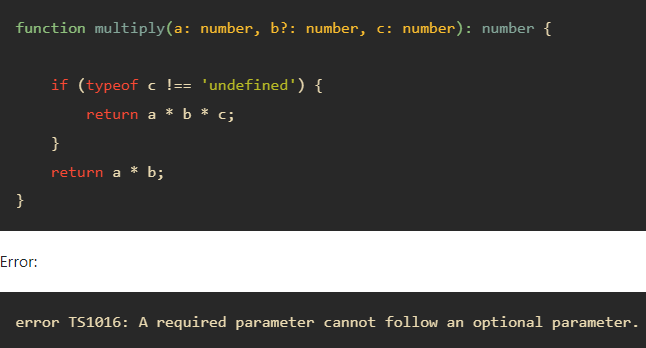 function multiply(a: number, b?: number, c: number): number {
if (typeof c !== 'undefined') {
return a * b * c;
}
return a * b;
}
Error:
error TS1016: A required parameter cannot follow an optional parameter.